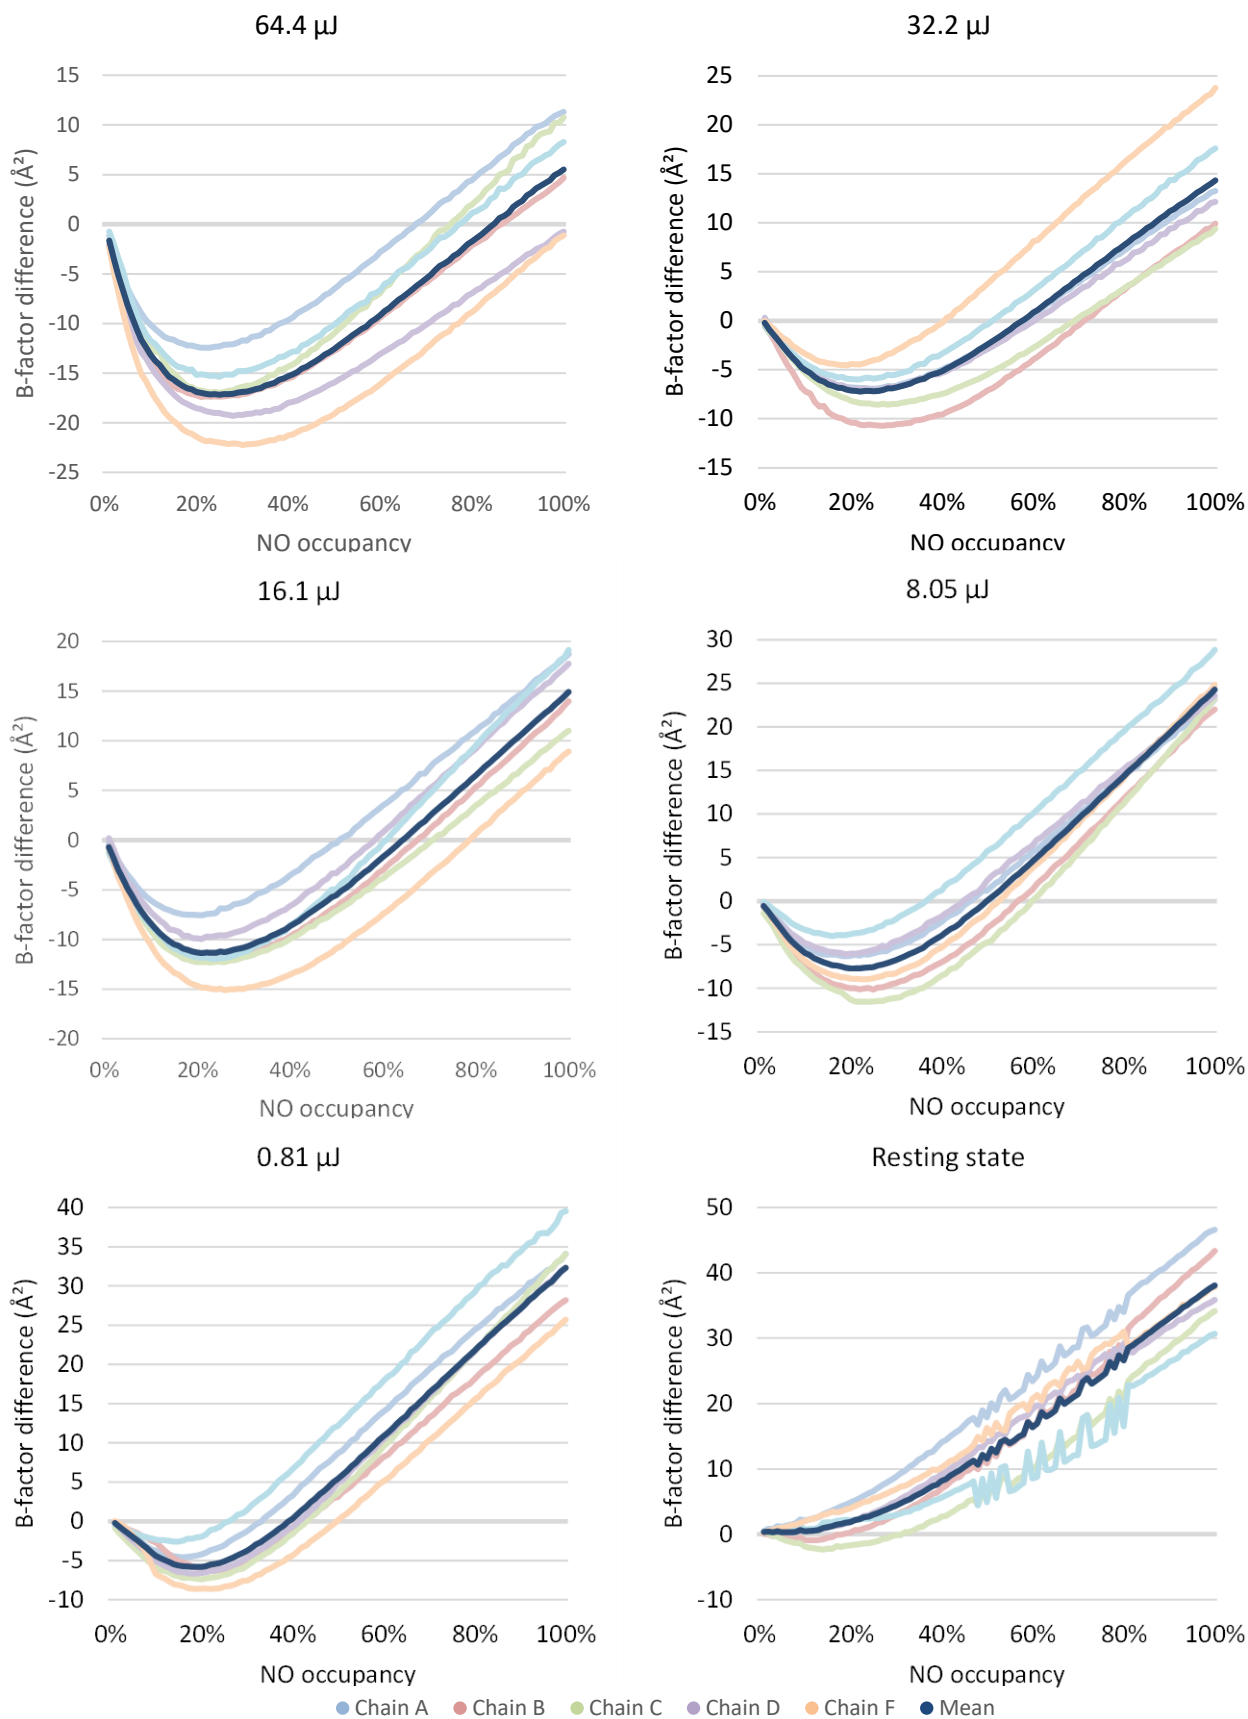 64.4 µJ
B-factor difference (Å²)
15
10
5
0
-5
-10
-15
-20
-25
0% 20% 40% 60% 80% 100%
NO occupancy
32.2 µJ
B-factor difference (Å²)
25
20
15
10
5
0
-5
-10
-15
0% 20% 40% 60% 80% 100%
NO occupancy
16.1 µJ
B-factor difference (Å²)
20
15
10
5
0
-5
-10
-15
-20
0% 20% 40% 60% 80% 100%
NO occupancy
8.05 µJ
B-factor difference (Å²)
30
25
20
15
10
5
0
-5
-10
-15
0% 20% 40% 60% 80% 100%
NO occupancy
0.81 µJ
B-factor difference (Å²)
40
35
30
25
20
15
10
5
0
-5
-10
0% 20% 40% 60% 80% 100%
NO occupancy
Resting state
B-factor difference (Å²)
50
40
30
20
10
0
-10
0% 20% 40% 60% 80% 100%
NO occupancy
Chain A Chain B Chain C Chain D Chain F Mean